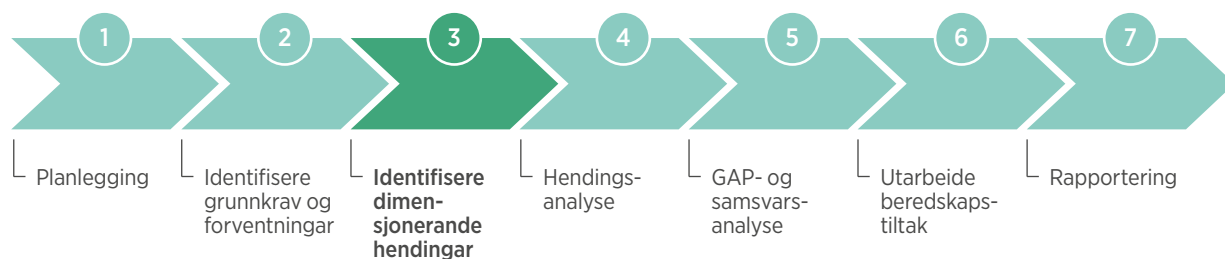 1
2
3
4
5
6
7
Planlegging
Identifisere
grunnkrav og
forventningar
Identifisere
dimen-
sjonerande
hendingar
Hendings-
analyse
GAP- og
samsvars-
analyse
Utarbeide
beredskaps-
tiltak
Rapportering